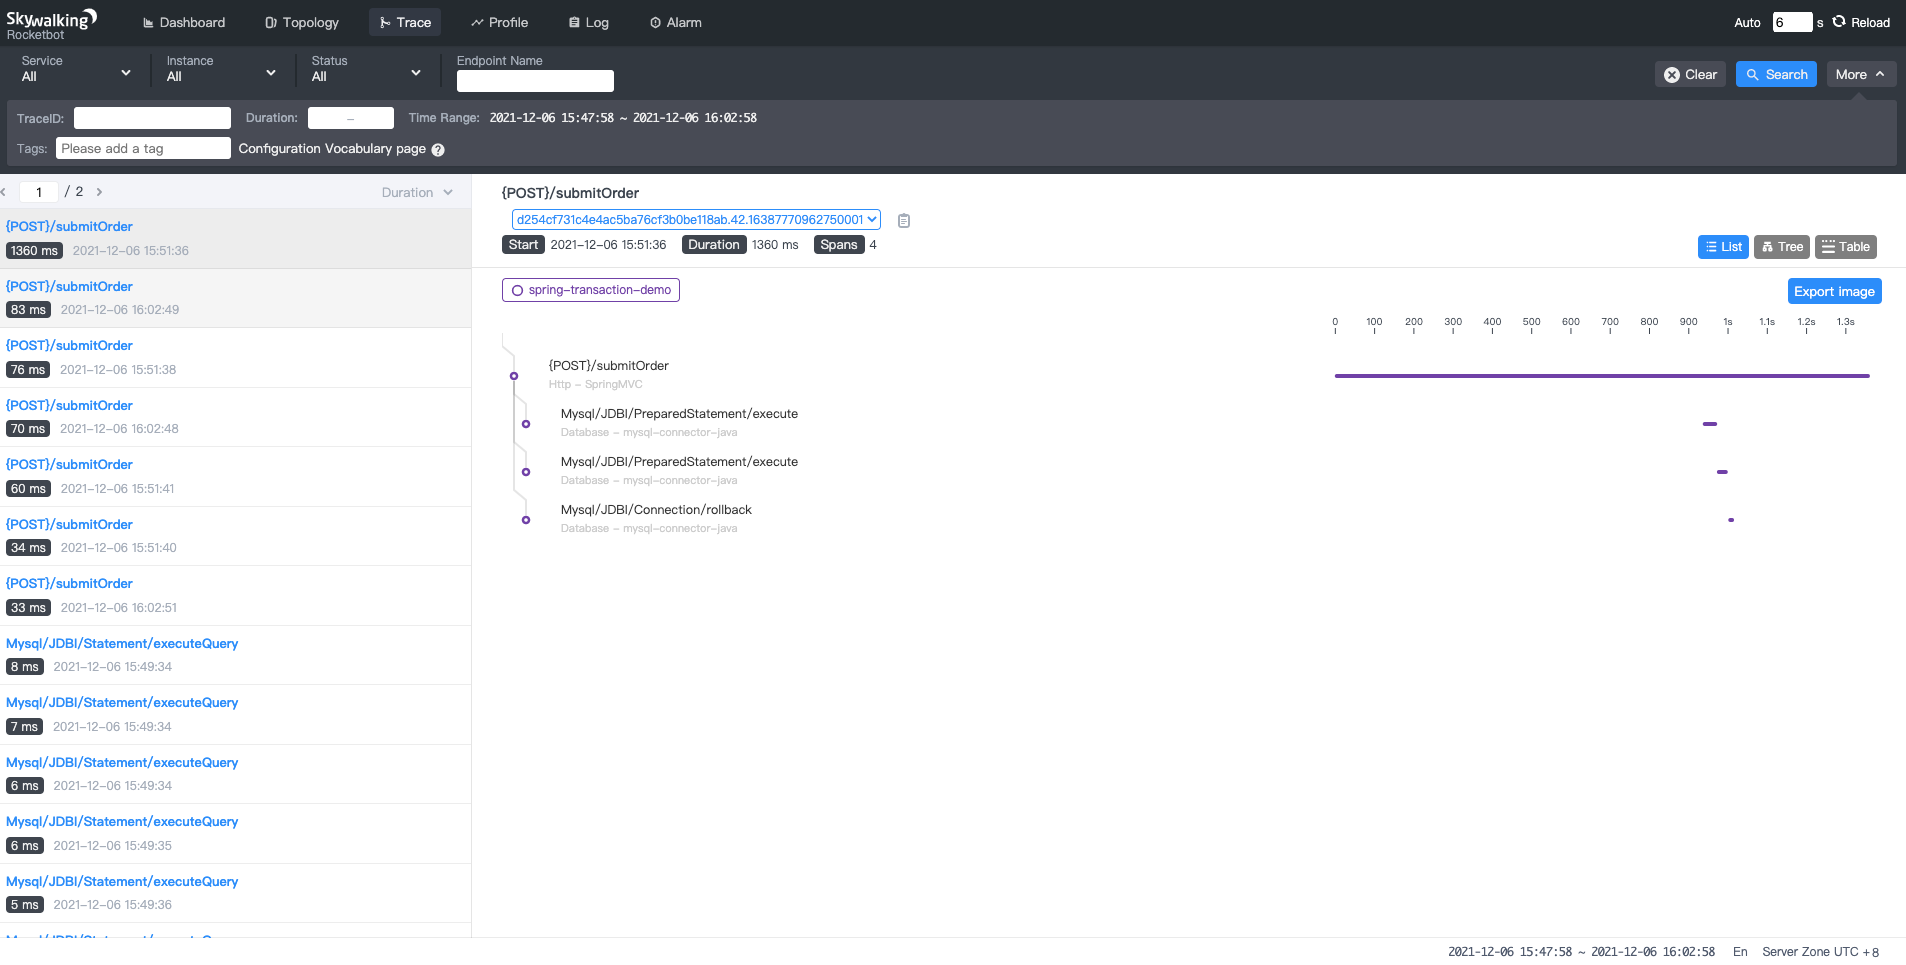 Skywalking
Rocketbot
Dashboard
Topology
Trace
Profile
Log
Alarm
Auto 6 s Reload
Service
All
Instance
All
Status
All
Endpoint Name
Clear
Search
More
TraceID:
Duration: –
Time Range: 2021-12-06 15:47:58 ~ 2021-12-06 16:02:58
Tags: Please add a tag
Configuration Vocabulary page ?
1 / 2
Duration
{POST}/submitOrder
1360 ms 2021-12-06 15:51:36
{POST}/submitOrder
83 ms 2021-12-06 16:02:49
{POST}/submitOrder
76 ms 2021-12-06 15:51:38
{POST}/submitOrder
70 ms 2021-12-06 16:02:48
{POST}/submitOrder
60 ms 2021-12-06 15:51:41
{POST}/submitOrder
34 ms 2021-12-06 15:51:40
{POST}/submitOrder
33 ms 2021-12-06 16:02:51
Mysql/JDBI/Statement/executeQuery
8 ms 2021-12-06 15:49:34
Mysql/JDBI/Statement/executeQuery
7 ms 2021-12-06 15:49:34
Mysql/JDBI/Statement/executeQuery
6 ms 2021-12-06 15:49:34
Mysql/JDBI/Statement/executeQuery
6 ms 2021-12-06 15:49:35
Mysql/JDBI/Statement/executeQuery
5 ms 2021-12-06 15:49:36
{POST}/submitOrder
d254cf731c4e4ac5ba76cf3b0be118ab.42.16387770962750001
Start 2021-12-06 15:51:36 Duration 1360 ms Spans 4
List
Tree
Table
spring-transaction-demo
Export image
0 100 200 300 400 500 600 700 800 900 1s 1.1s 1.2s 1.3s
{POST}/submitOrder
Http - SpringMVC
Mysql/JDBI/PreparedStatement/execute
Database - mysql-connector-java
Mysql/JDBI/PreparedStatement/execute
Database - mysql-connector-java
Mysql/JDBI/Connection/rollback
Database - mysql-connector-java
2021-12-06 15:47:58 ~ 2021-12-06 16:02:58 En Server Zone UTC +8